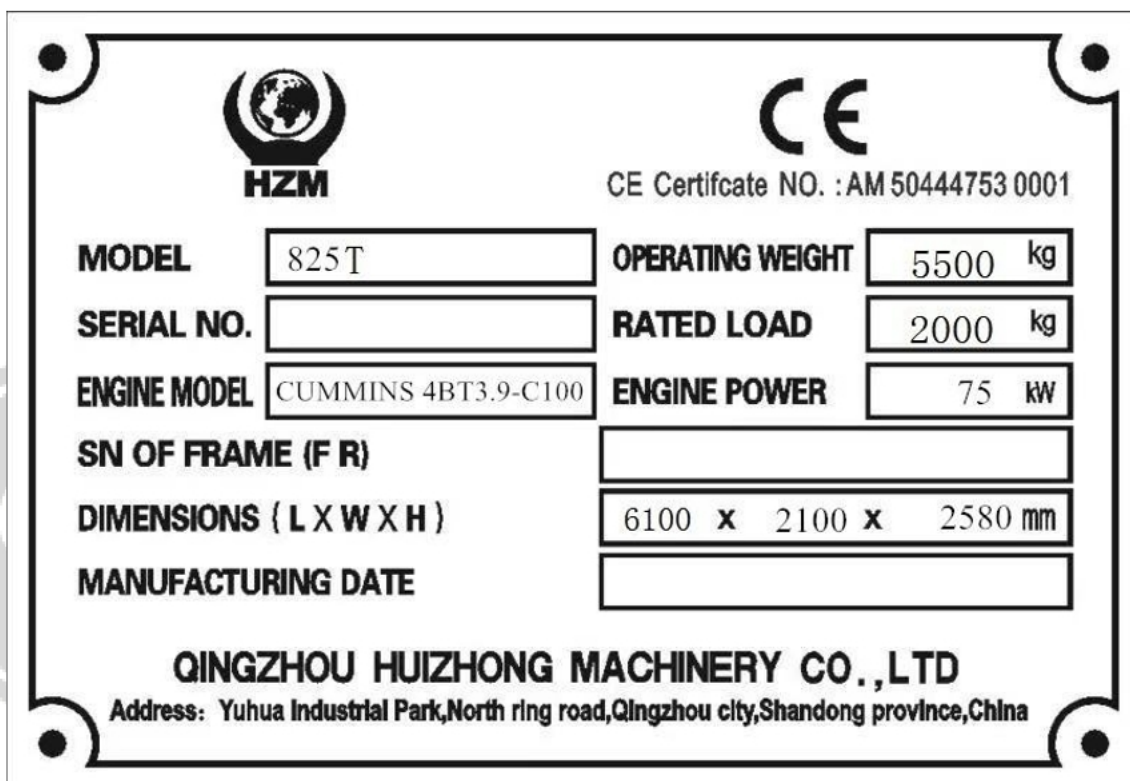 HZM
CE
CE Certifcate NO. :AM 50444753 0001
MODEL 825T OPERATING WEIGHT 5500 kg
SERIAL NO. RATED LOAD 2000 kg
ENGINE MODEL CUMMINS 4BT3.9-C100 ENGINE POWER 75 kW
SN OF FRAME (F R)
DIMENSIONS ( L X W X H ) 6100 x 2100 x 2580 mm
MANUFACTURING DATE
QINGZHOU HUIZHONG MACHINERY CO.,LTD
Address: Yuhua Industrial Park,North ring road,Qingzhou city,Shandong province,China